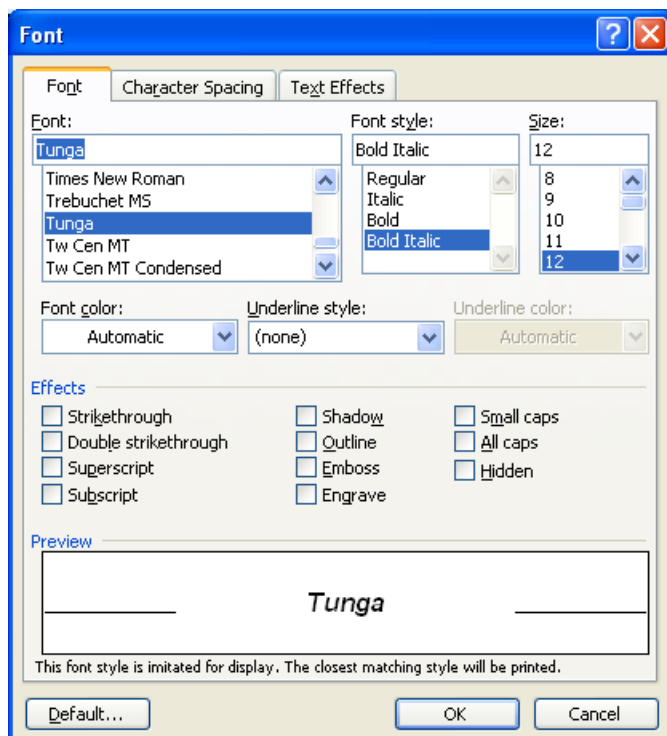 Font
Font Character Spacing Text Effects
Font: Font style: Size:
Tunga Bold Italic 12
Times New Roman Regular 8
Trebuchet MS Italic 9
Tunga Bold 10
Tw Cen MT Bold Italic 11
Tw Cen MT Condensed 12
Font color: Underline style: Underline color:
Automatic (none) Automatic
Effects
Strikethrough Shadow Small caps
Double strikethrough Outline All caps
Superscript Emboss Hidden
Subscript Engrave
Preview
Tunga
This font style is imitated for display. The closest matching style will be printed.
Default... OK Cancel